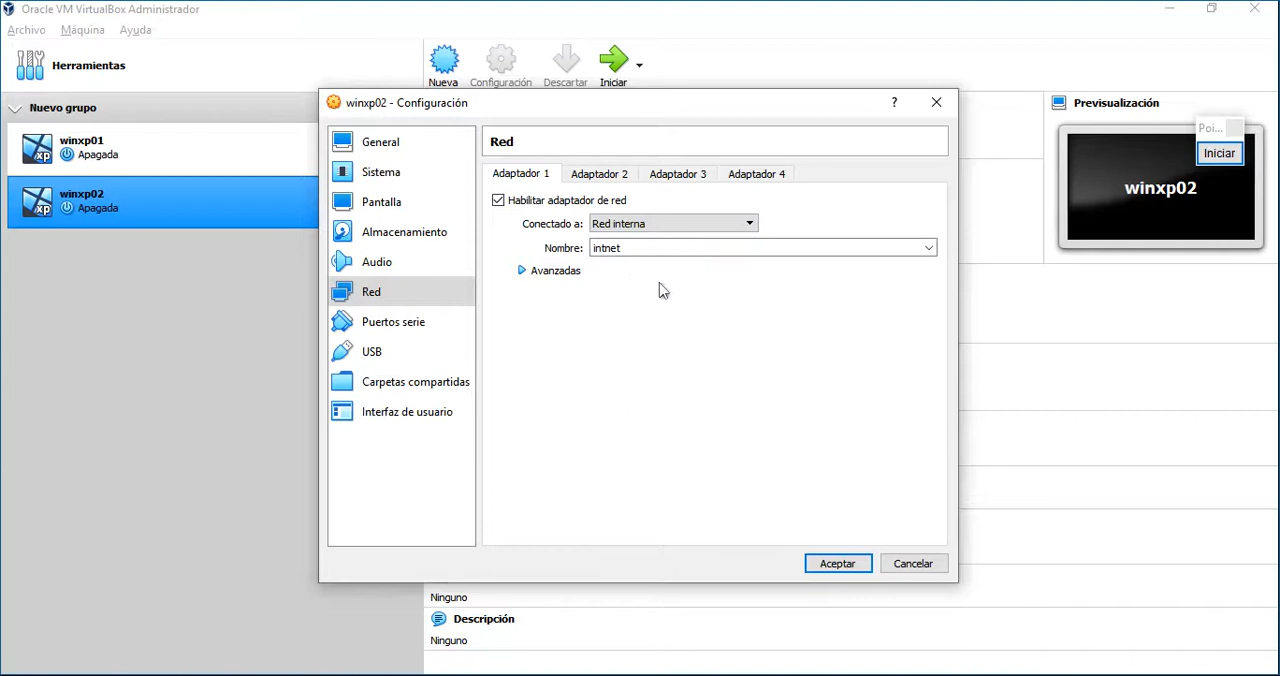 Oracle VM VirtualBox Administrador
Archivo Máquina Ayuda
Herramientas
Nueva Configuración Descartar Iniciar
Nuevo grupo
winxp01
Apagada
winxp02
Apagada
winxp02 - Configuración
?
General
Sistema
Pantalla
Almacenamiento
Audio
Red
Puertos serie
USB
Carpetas compartidas
Interfaz de usuario
Red
Adaptador 1 Adaptador 2 Adaptador 3 Adaptador 4
Habilitar adaptador de red
Conectado a: Red interna
Nombre: intnet
Avanzadas
Aceptar Cancelar
Previsualización
Poi...
Iniciar
winxp02
Ninguno
Descripción
Ninguno